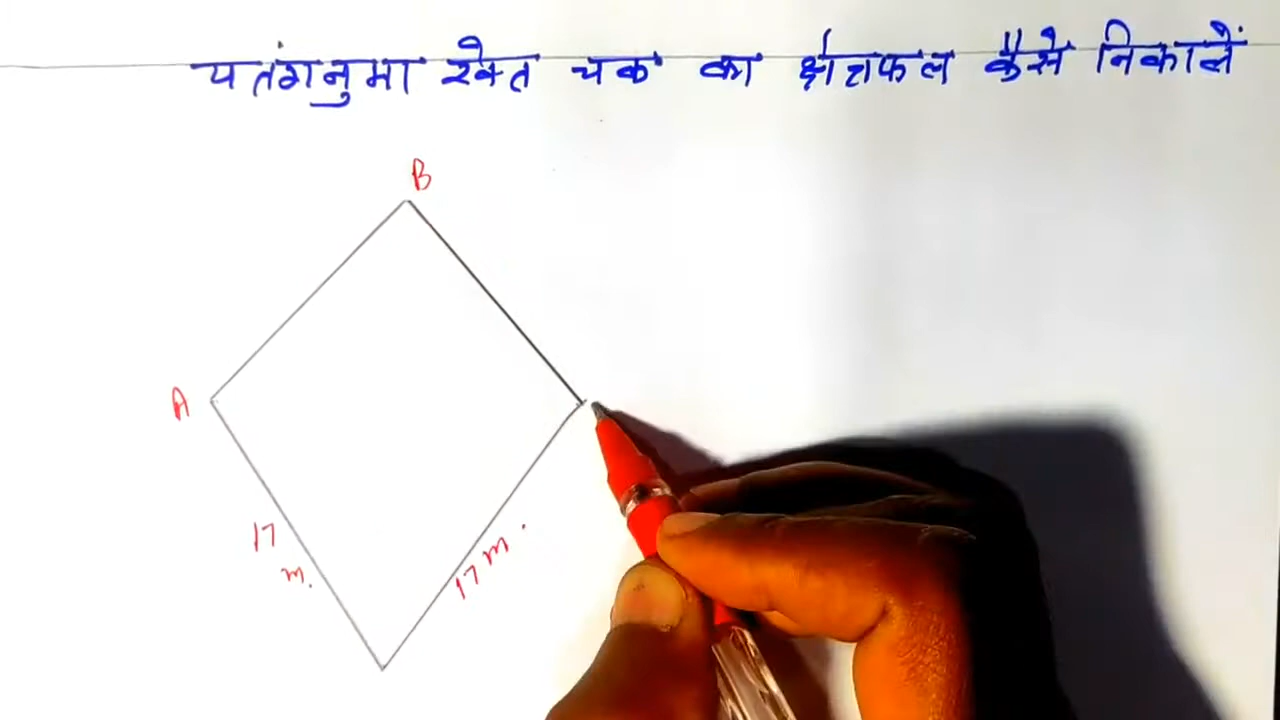 पतंगनुमा खेत चक का क्षेत्रफल कैसे निकालें
B
A
17
m.
17 m.